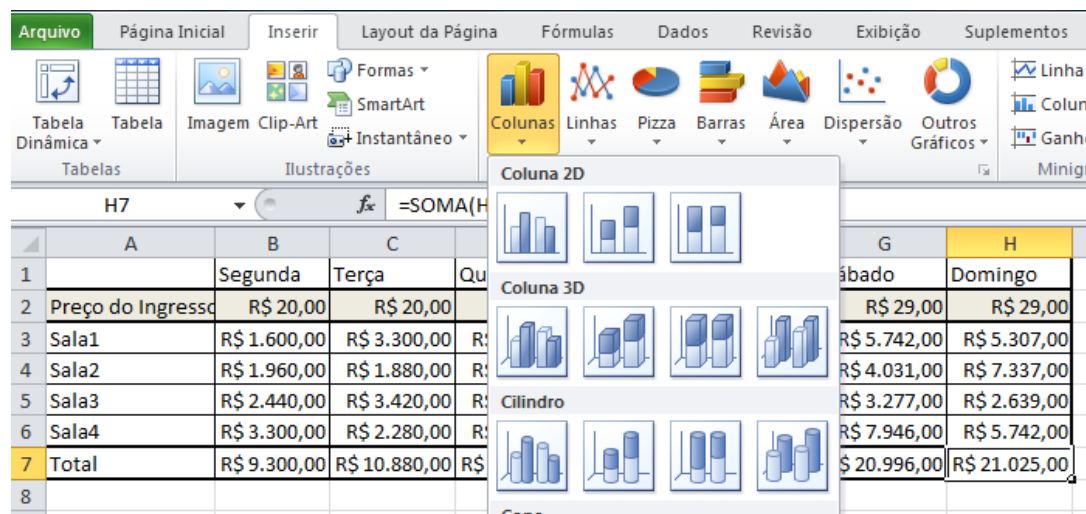 Arquivo Página Inicial Inserir Layout da Página Fórmulas Dados Revisão Exibição Suplementos
Tabela Dinâmica Tabela Imagem Clip-Art Formas SmartArt Instantâneo Colunas Linhas Pizza Barras Área Dispersão Outros Gráficos Linha
Tabelas Ilustrações
H7 fx =SOMA(H
Coluna 2D
Coluna 3D
Cilindro
A B C G H
1 Segunda Terça Domingo
2 Preço do Ingresso R$ 20,00 R$ 20,00 R$ 29,00 R$ 29,00
3 Sala1 R$ 1.600,00 R$ 3.300,00 R$ 5.742,00 R$ 5.307,00
4 Sala2 R$ 1.960,00 R$ 1.880,00 R$ 4.031,00 R$ 7.337,00
5 Sala3 R$ 2.440,00 R$ 3.420,00 R$ 3.277,00 R$ 2.639,00
6 Sala4 R$ 3.300,00 R$ 2.280,00 R$ 7.946,00 R$ 5.742,00
7 Total R$ 9.300,00 R$ 10.880,00 R$ $ 20.996,00 R$ 21.025,00
8